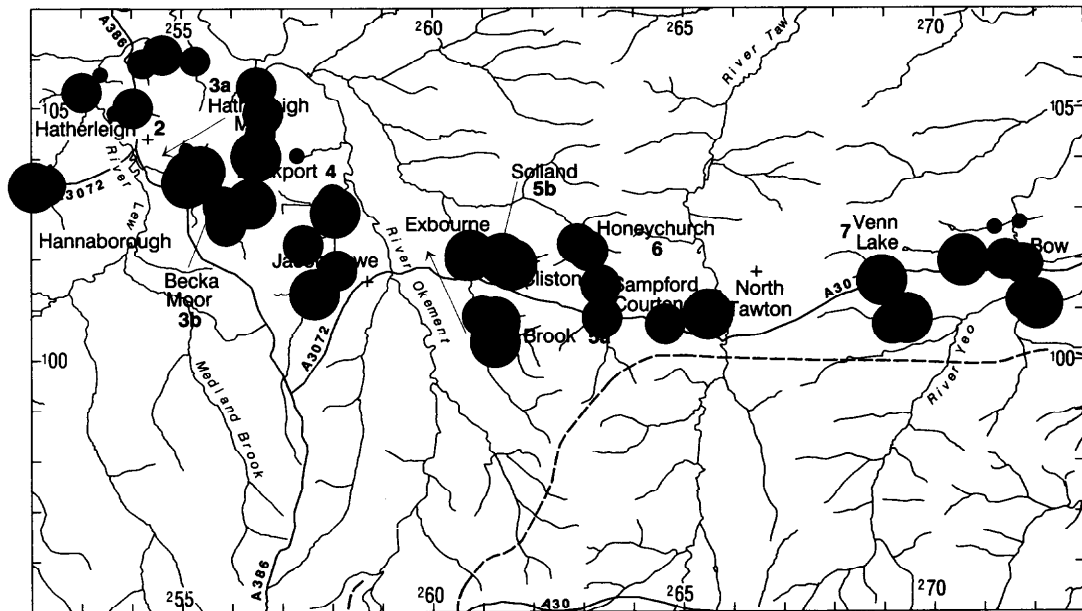 255
260
265
270
A386
River Taw
3a
105
105
Hatherleigh
2
Hatherleigh
Solland
5b
4
A3072
River Lew
Exbourne
Honeychurch
6
7
Venn
Lake
Bow
Hannaborough
River Okement
Becka
Moor
3b
Cliston
Sampford
Courtenay
North
Tawton
Brook
A3072
100
100
River Yeo
Medland Brook
A386
255
260
A30
265
270